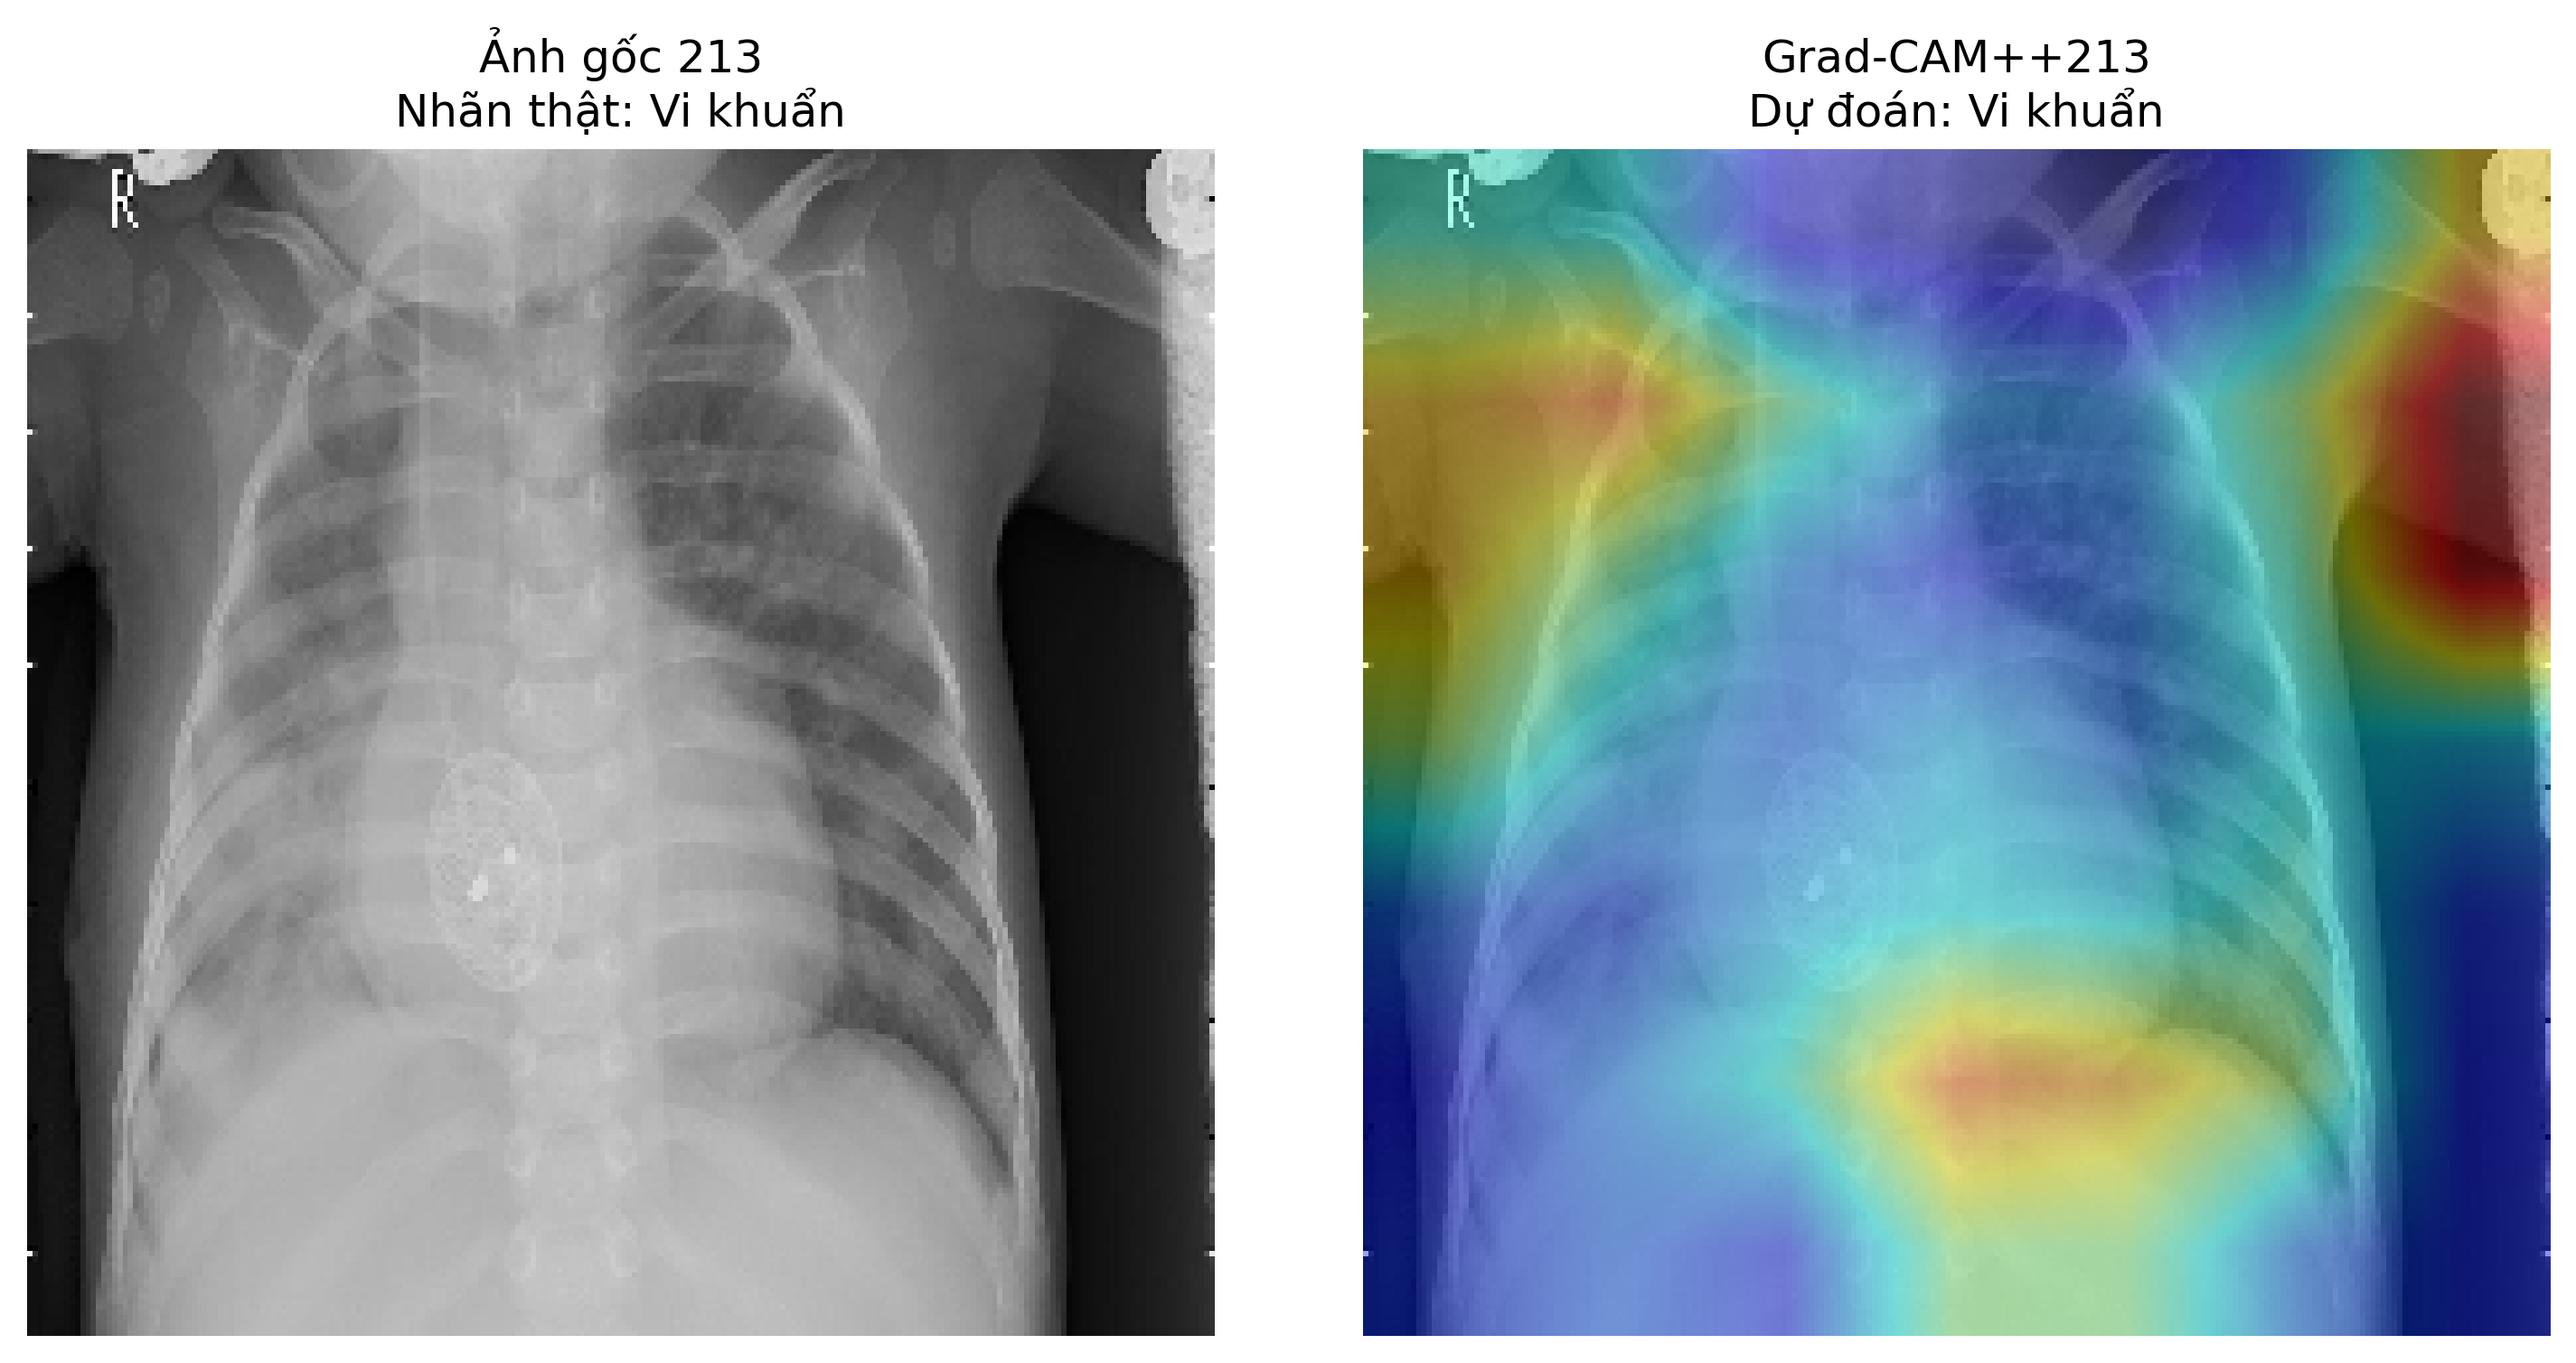 Ảnh gốc 213
Nhãn thật: Vi khuẩn
Grad-CAM++213
Dự đoán: Vi khuẩn
R
R